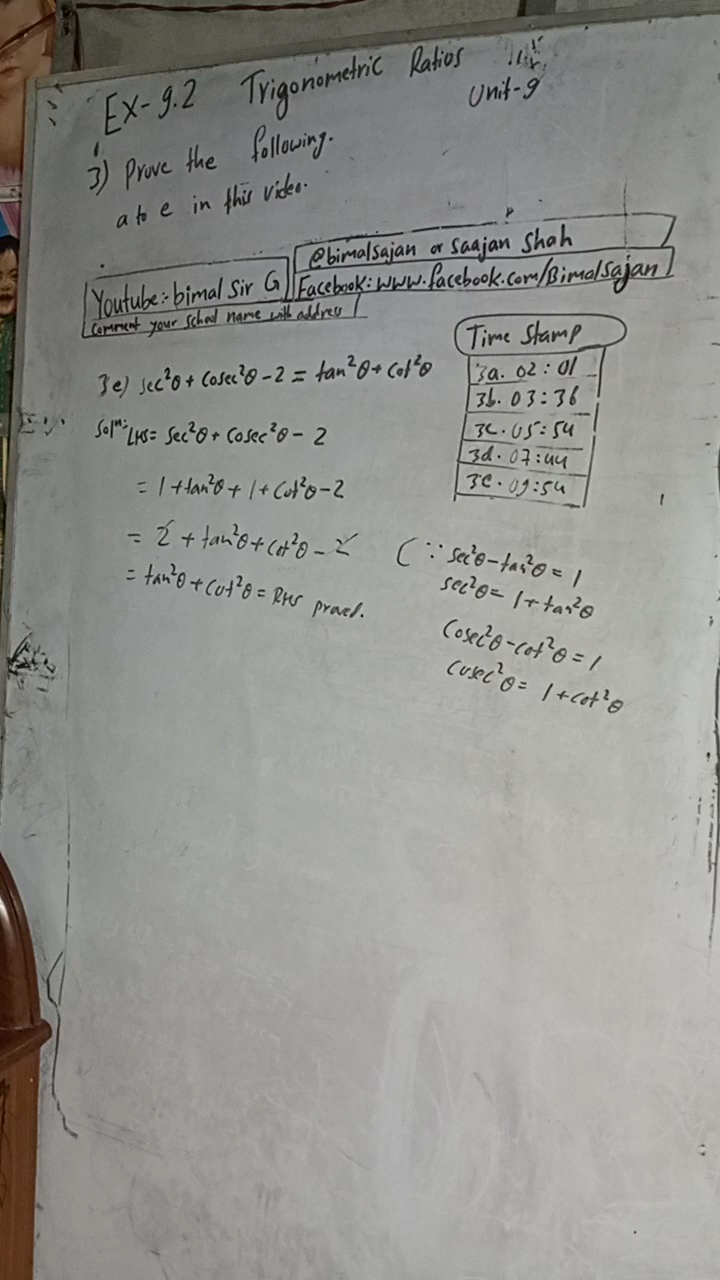 Ex-9.2 Trigonometric Ratios
Unit-9
3) Prove the following.
a to e in this video.
@bimalsajan or Saajan Shah
Youtube:- bimal Sir G
Facebook: www.facebook.com/Bimalsajan
Comment your School name with address
Time Stamp
3a. 02:01
3b. 03:36
3c. 05:54
3d. 07:44
3e. 09:54
3e) sec²θ + cosec²θ - 2 = tan²θ + cot²θ
Solⁿ: LHS = sec²θ + cosec²θ - 2
= 1 + tan²θ + 1 + cot²θ - 2
= 2 + tan²θ + cot²θ - 2
= tan²θ + cot²θ = RHS proved.
(∵ sec²θ - tan²θ = 1
sec²θ = 1 + tan²θ
cosec²θ - cot²θ = 1
cosec²θ = 1 + cot²θ